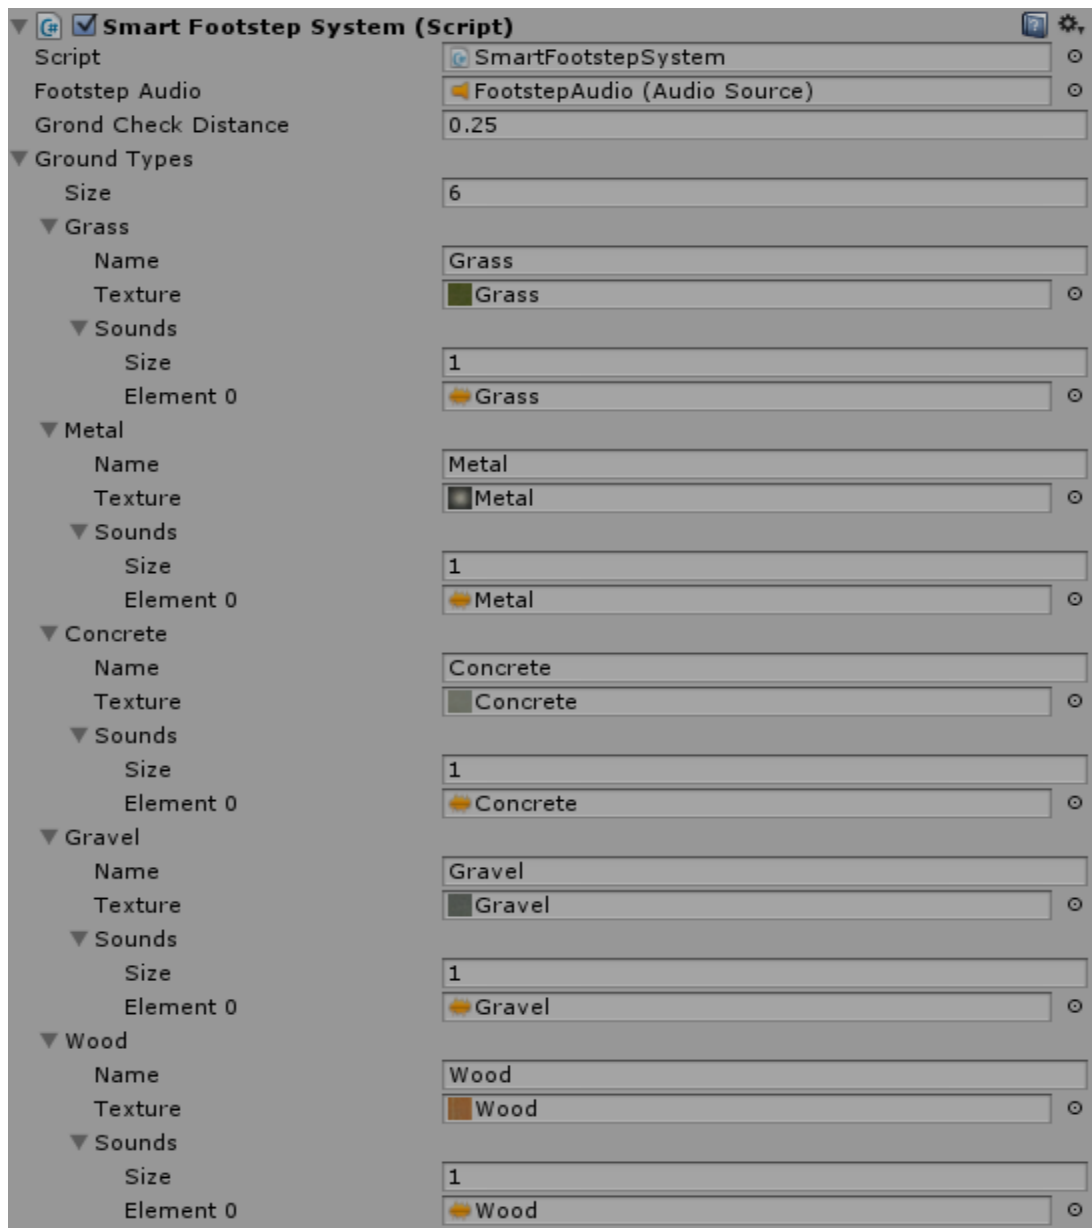 Smart Footstep System (Script)
Script SmartFootstepSystem
Footstep Audio FootstepAudio (Audio Source)
Grond Check Distance 0.25
Ground Types
Size 6
Grass
Name Grass
Texture Grass
Sounds
Size 1
Element 0 Grass
Metal
Name Metal
Texture Metal
Sounds
Size 1
Element 0 Metal
Concrete
Name Concrete
Texture Concrete
Sounds
Size 1
Element 0 Concrete
Gravel
Name Gravel
Texture Gravel
Sounds
Size 1
Element 0 Gravel
Wood
Name Wood
Texture Wood
Sounds
Size 1
Element 0 Wood